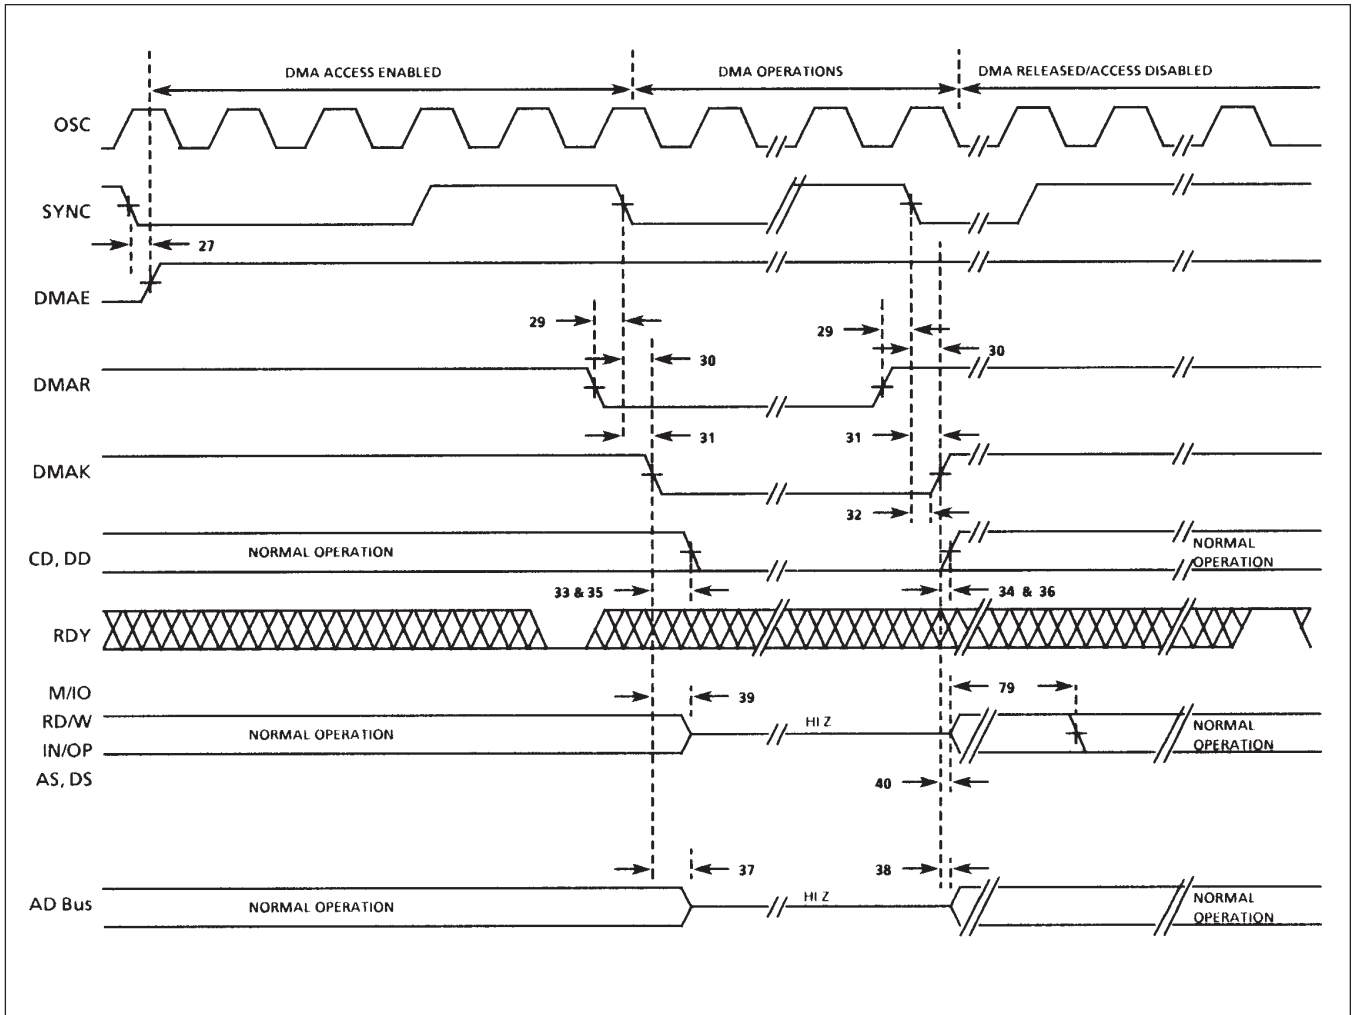 DMA ACCESS ENABLED
DMA OPERATIONS
DMA RELEASED/ACCESS DISABLED
OSC
SYNC
27
DMAE
29
29
30
30
DMAR
31
31
DMAK
32
CD, DD
NORMAL OPERATION
NORMAL
OPERATION
33 & 35
34 & 36
RDY
M/IO
39
79
RD/W
NORMAL OPERATION
HI Z
NORMAL
OPERATION
IN/OP
AS, DS
40
37
38
AD Bus
NORMAL OPERATION
HI Z
NORMAL
OPERATION